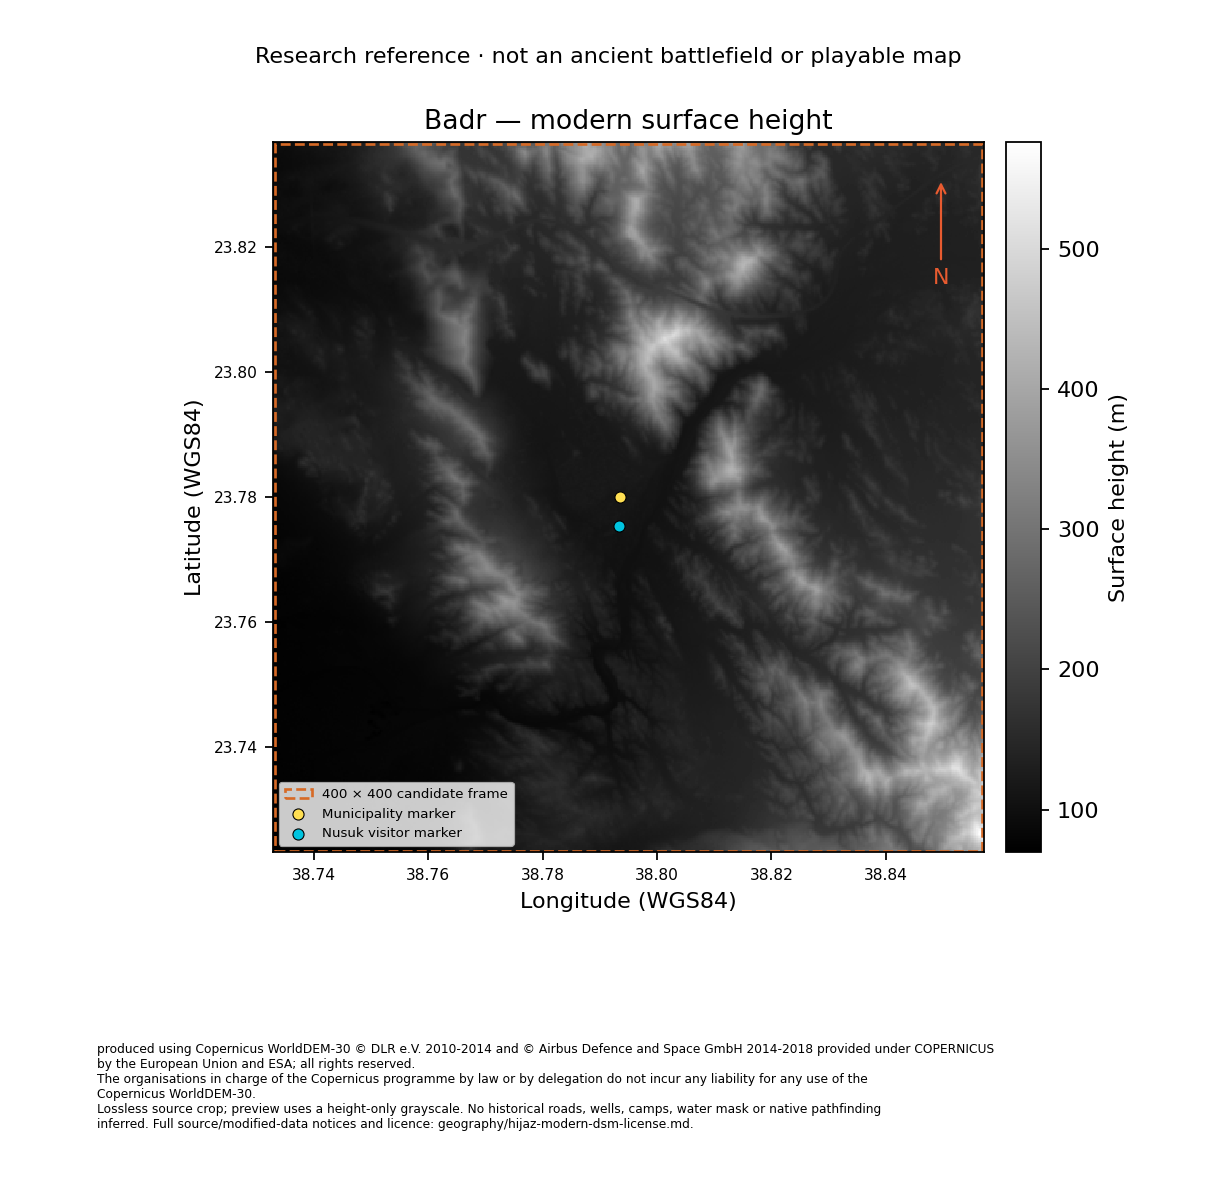 Research reference · not an ancient battlefield or playable map
Badr — modern surface height
N
23.82
23.80
23.78
23.76
23.74
Latitude (WGS84)
400 × 400 candidate frame
Municipality marker
Nusuk visitor marker
38.74
38.76
38.78
38.80
38.82
38.84
Longitude (WGS84)
500
400
300
200
100
Surface height (m)
produced using Copernicus WorldDEM-30 © DLR e.V. 2010-2014 and © Airbus Defence and Space GmbH 2014-2018 provided under COPERNICUS
by the European Union and ESA; all rights reserved.
The organisations in charge of the Copernicus programme by law or by delegation do not incur any liability for any use of the
Copernicus WorldDEM-30.
Lossless source crop; preview uses a height-only grayscale. No historical roads, wells, camps, water mask or native pathfinding
inferred. Full source/modified-data notices and licence: geography/hijaz-modern-dsm-license.md.